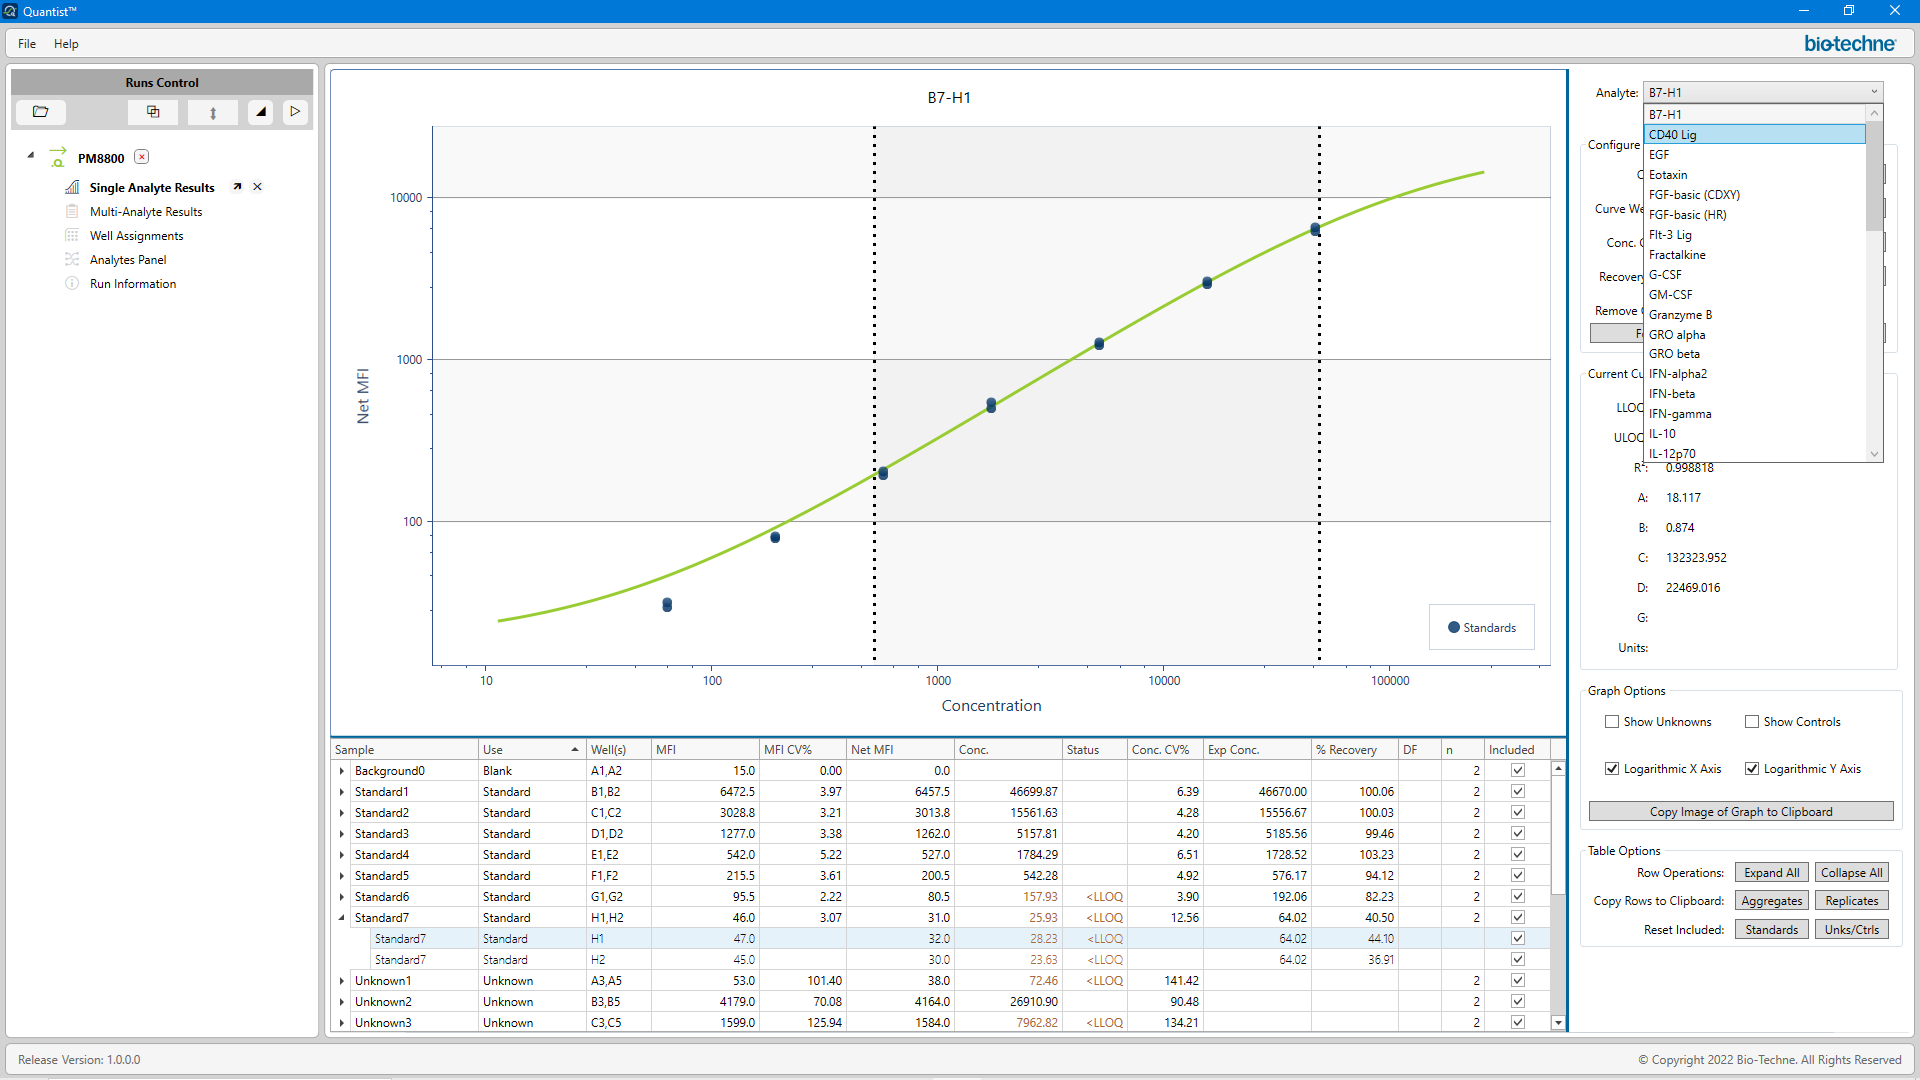 Quantist™
File Help
bio-techne
Runs Control
PM8800
Single Analyte Results
Multi-Analyte Results
Well Assignments
Analytes Panel
Run Information
B7-H1
Net MFI
10000
1000
100
10 100 1000 10000 100000
Concentration
Standards
Analyte: B7-H1
B7-H1
CD40 Lig
EGF
Eotaxin
FGF-basic (CDXY)
FGF-basic (HR)
Flt-3 Lig
Fractalkine
G-CSF
GM-CSF
Granzyme B
GRO alpha
GRO beta
IFN-alpha2
IFN-beta
IFN-gamma
IL-10
IL-12p70
Configure
C
Curve We
Conc. C
Recovery
Remove
F
Current Cu
LLOQ
ULOQ
R²: 0.998818
A: 18.117
B: 0.874
C: 132323.952
D: 22469.016
G:
Units:
Graph Options
Show Unknowns Show Controls
Logarithmic X Axis Logarithmic Y Axis
Copy Image of Graph to Clipboard
Table Options
Row Operations: Expand All Collapse All
Copy Rows to Clipboard: Aggregates Replicates
Reset Included: Standards Unks/Ctrls
Sample Use Well(s) MFI MFI CV% Net MFI Conc. Status Conc. CV% Exp Conc. % Recovery DF n Included
Background0 Blank A1,A2 15.0 0.00 0.0 2
Standard1 Standard B1,B2 6472.5 3.97 6457.5 46699.87 6.39 46670.00 100.06 2
Standard2 Standard C1,C2 3028.8 3.21 3013.8 15561.63 4.28 15556.67 100.03 2
Standard3 Standard D1,D2 1277.0 3.38 1262.0 5157.81 4.20 5185.56 99.46 2
Standard4 Standard E1,E2 542.0 5.22 527.0 1784.29 6.51 1728.52 103.23 2
Standard5 Standard F1,F2 215.5 3.61 200.5 542.28 4.92 576.17 94.12 2
Standard6 Standard G1,G2 95.5 2.22 80.5 157.93 <LLOQ 3.90 192.06 82.23 2
Standard7 Standard H1,H2 46.0 3.07 31.0 25.93 <LLOQ 12.56 64.02 40.50 2
Standard7 Standard H1 47.0 32.0 28.23 <LLOQ 64.02 44.10
Standard7 Standard H2 45.0 30.0 23.63 <LLOQ 64.02 36.91
Unknown1 Unknown A3,A5 53.0 101.40 38.0 72.46 <LLOQ 141.42 2
Unknown2 Unknown B3,B5 4179.0 70.08 4164.0 26910.90 90.48 2
Unknown3 Unknown C3,C5 1599.0 125.94 1584.0 7962.82 <LLOQ 134.21 2
Release Version: 1.0.0.0
© Copyright 2022 Bio-Techne. All Rights Reserved